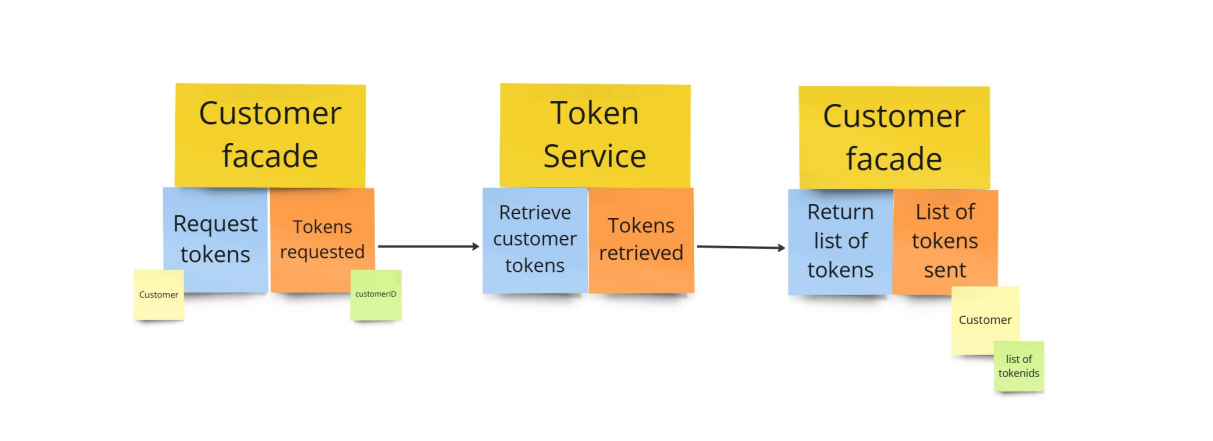 Customer
facade
Request
tokens
Tokens
requested
Customer
customerID
Token
Service
Retrieve
customer
tokens
Tokens
retrieved
Customer
facade
Return
list of
tokens
List of
tokens
sent
Customer
list of
tokenids